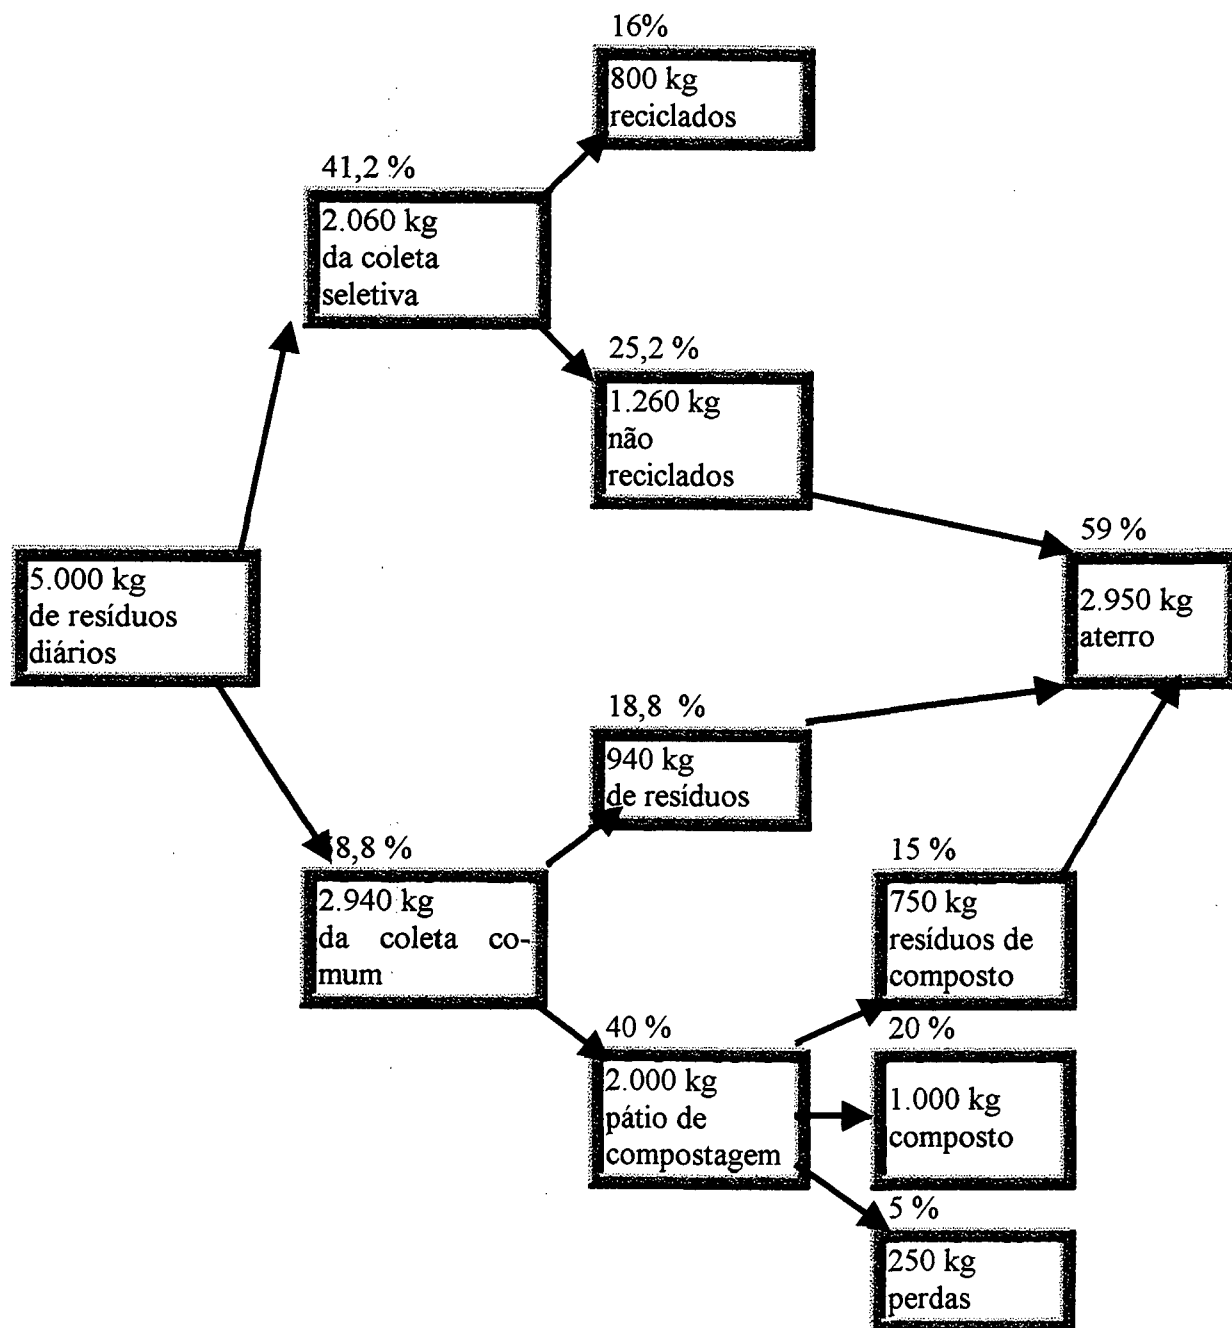 16%
800 kg
reciclados
41,2 %
2.060 kg
da coleta
seletiva
25,2 %
1.260 kg
não
reciclados
5.000 kg
de resíduos
diários
59 %
2.950 kg
aterro
18,8 %
940 kg
de resíduos
8,8 %
2.940 kg
da coleta co-
mum
15 %
750 kg
resíduos de
composto
40 %
2.000 kg
pátio de
compostagem
20 %
1.000 kg
composto
5 %
250 kg
perdas